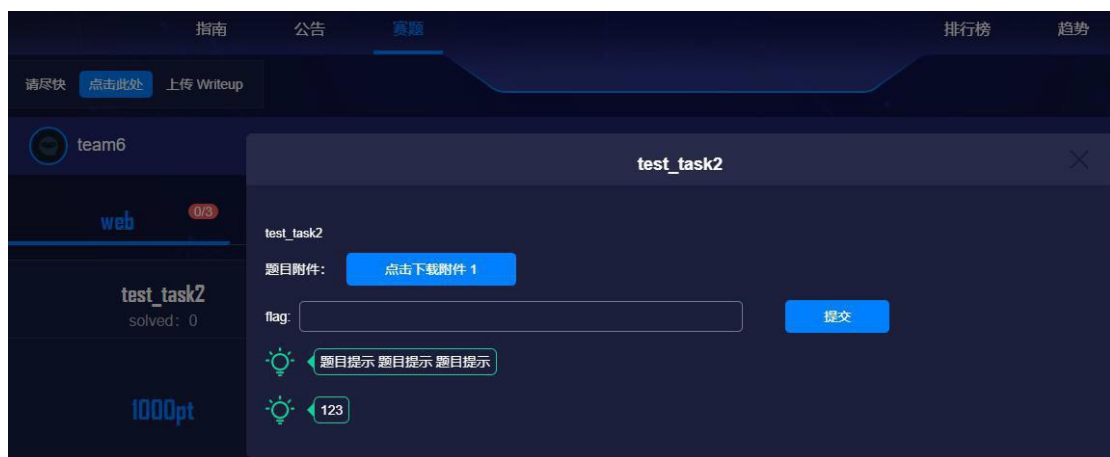 指南 公告 赛题 排行榜 趋势
请尽快 点击此处 上传 Writeup
team6
test_task2
web 0/3
test_task2
题目附件： 点击下载附件 1
test_task2
solved：0
flag: 提交
题目提示 题目提示 题目提示
1000pt
123